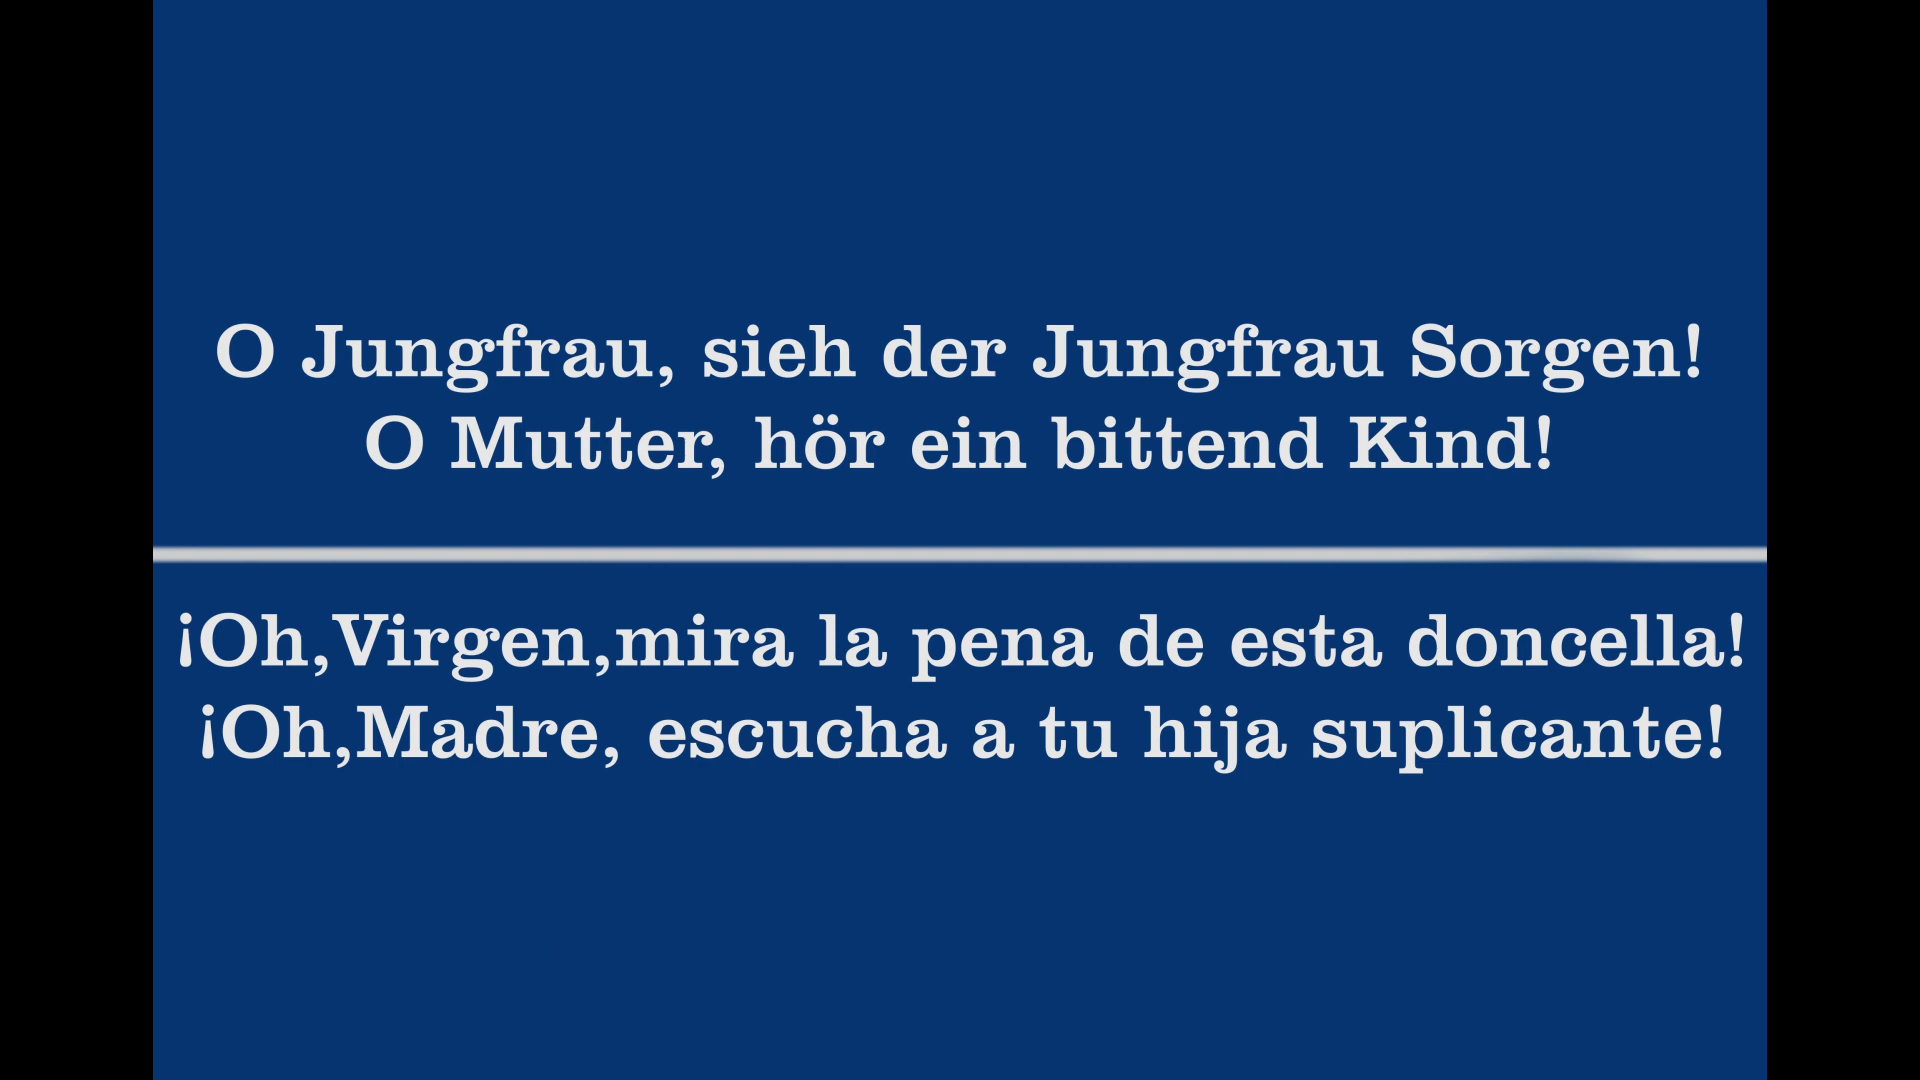 O Jungfrau, sieh der Jungfrau Sorgen!
O Mutter, hör ein bittend Kind!
¡Oh,Virgen,mira la pena de esta doncella!
¡Oh,Madre, escucha a tu hija suplicante!